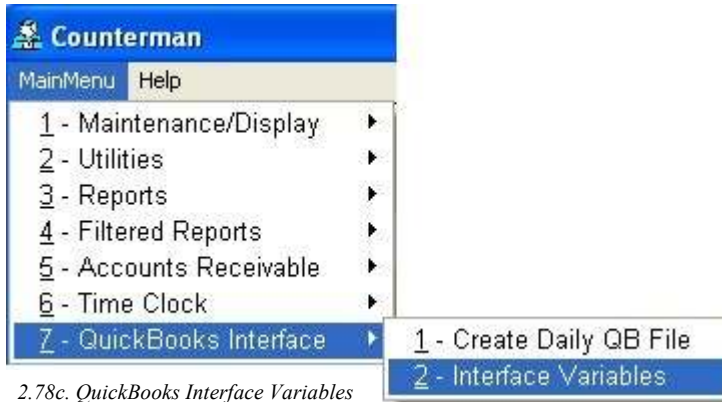 Counterman
MainMenu Help
1 - Maintenance/Display
2 - Utilities
3 - Reports
4 - Filtered Reports
5 - Accounts Receivable
6 - Time Clock
7 - QuickBooks Interface
1 - Create Daily QB File
2 - Interface Variables
2.78c. QuickBooks Interface Variables